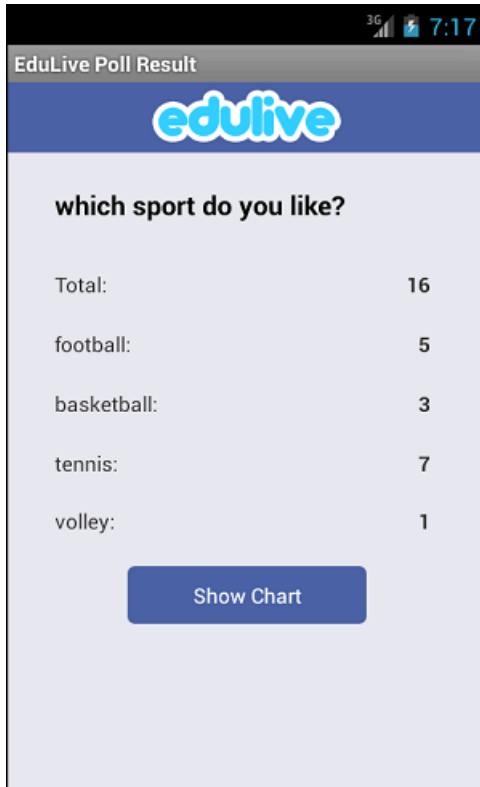 3G 7:17
EduLive Poll Result
edulive
which sport do you like?
Total: 16
football: 5
basketball: 3
tennis: 7
volley: 1
Show Chart